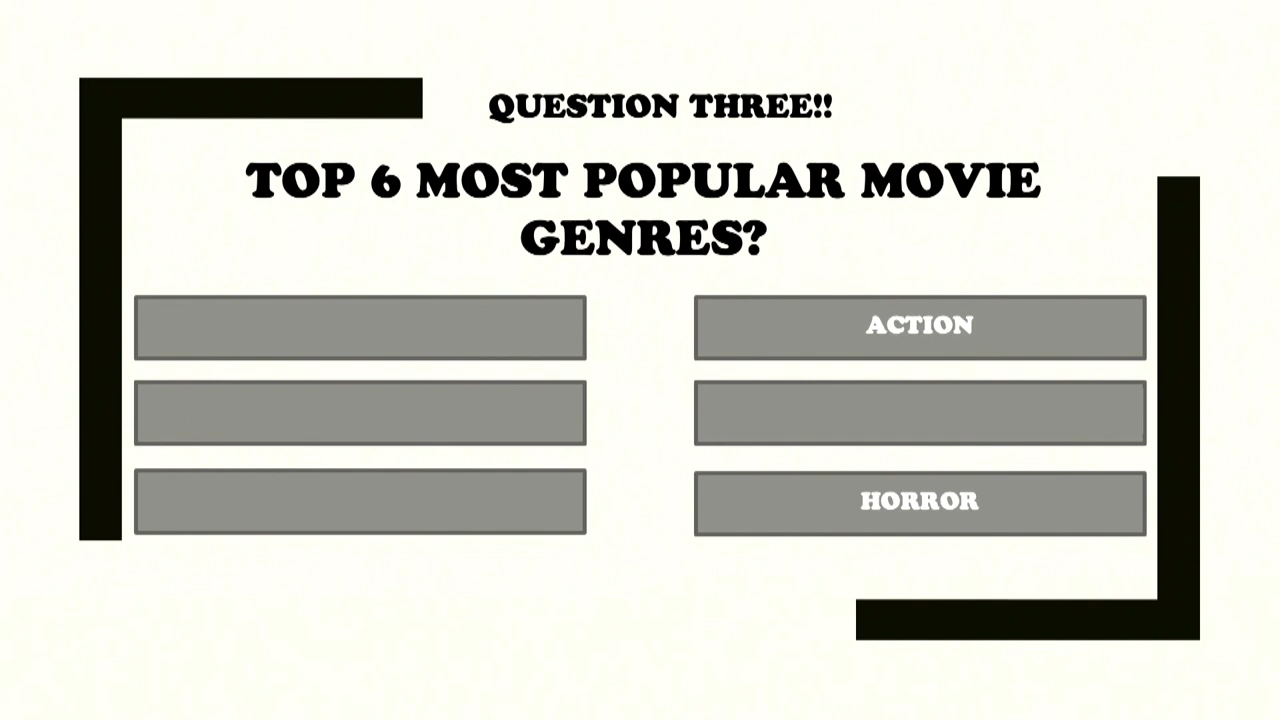 QUESTION THREE!!
TOP 6 MOST POPULAR MOVIE
GENRES?
ACTION
HORROR